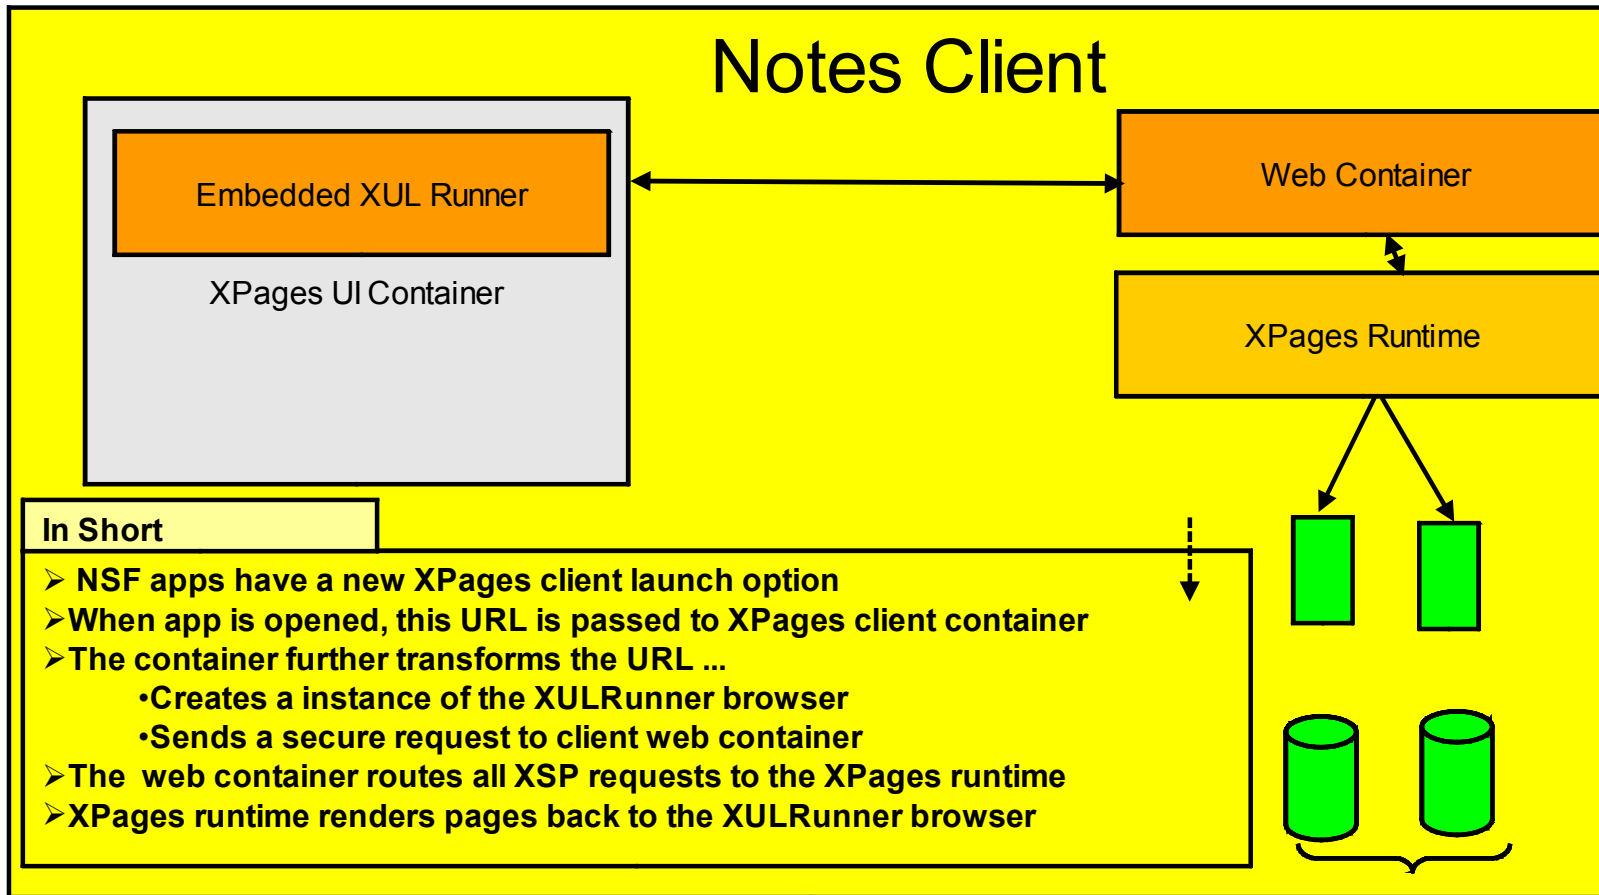 Notes Client
Embedded XUL Runner
XPages UI Container
Web Container
XPages Runtime
In Short
➢ NSF apps have a new XPages client launch option
➢When app is opened, this URL is passed to XPages client container
➢The container further transforms the URL ...
•Creates a instance of the XULRunner browser
•Sends a secure request to client web container
➢The web container routes all XSP requests to the XPages runtime
➢XPages runtime renders pages back to the XULRunner browser